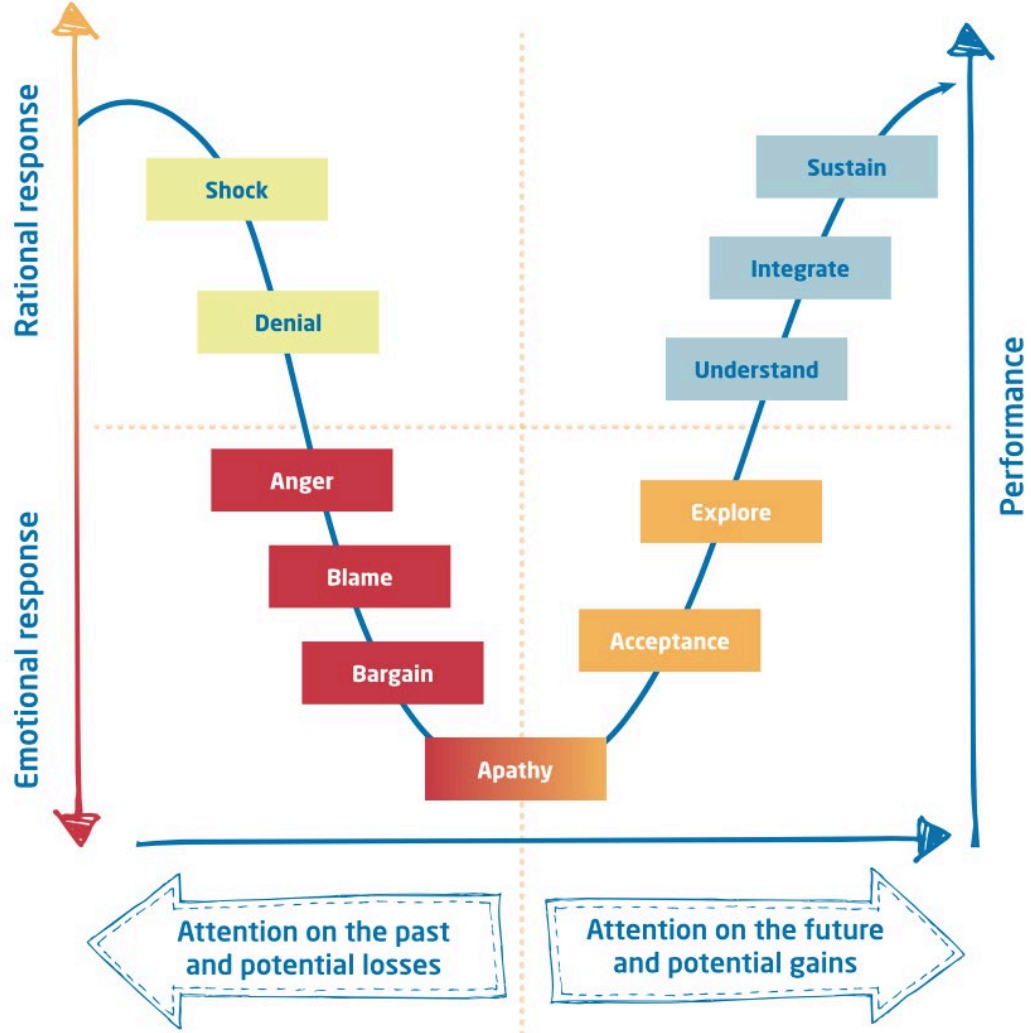 Rational response
Emotional response
Shock
Denial
Anger
Blame
Bargain
Apathy
Acceptance
Explore
Understand
Integrate
Sustain
Performance
Attention on the past
and potential losses
Attention on the future
and potential gains